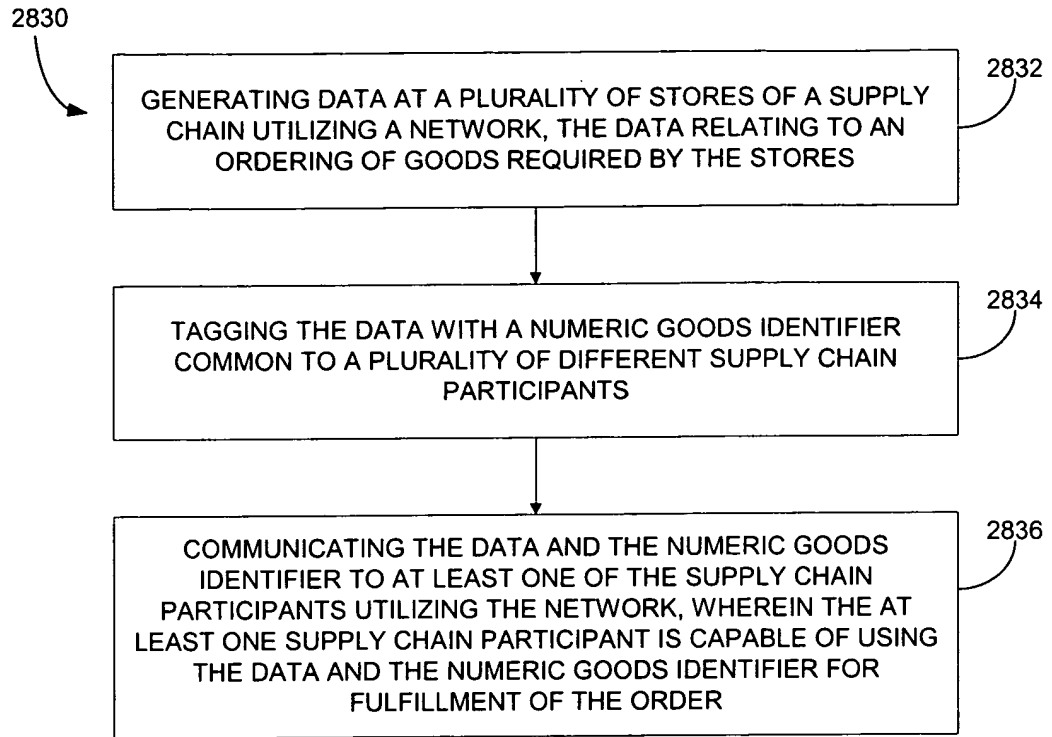 2830
2832
GENERATING DATA AT A PLURALITY OF STORES OF A SUPPLY
CHAIN UTILIZING A NETWORK, THE DATA RELATING TO AN
ORDERING OF GOODS REQUIRED BY THE STORES
2834
TAGGING THE DATA WITH A NUMERIC GOODS IDENTIFIER
COMMON TO A PLURALITY OF DIFFERENT SUPPLY CHAIN
PARTICIPANTS
2836
COMMUNICATING THE DATA AND THE NUMERIC GOODS
IDENTIFIER TO AT LEAST ONE OF THE SUPPLY CHAIN
PARTICIPANTS UTILIZING THE NETWORK, WHEREIN THE AT
LEAST ONE SUPPLY CHAIN PARTICIPANT IS CAPABLE OF USING
THE DATA AND THE NUMERIC GOODS IDENTIFIER FOR
FULFILLMENT OF THE ORDER